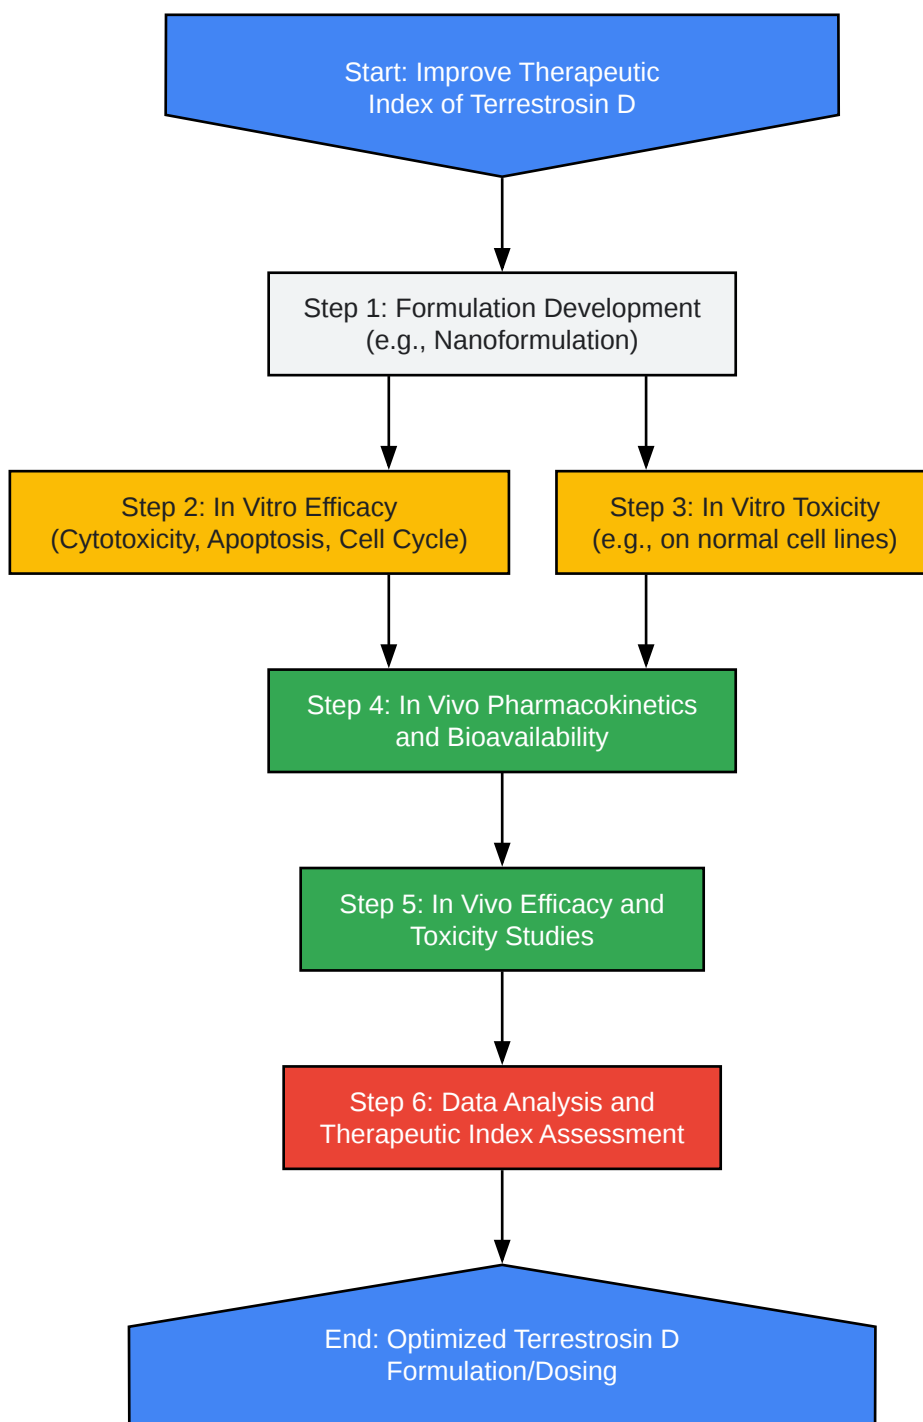 Start: Improve Therapeutic
Index of Terrestrosin D
Step 1: Formulation Development
(e.g., Nanoformulation)
Step 2: In Vitro Efficacy
(Cytotoxicity, Apoptosis, Cell Cycle)
Step 3: In Vitro Toxicity
(e.g., on normal cell lines)
Step 4: In Vivo Pharmacokinetics
and Bioavailability
Step 5: In Vivo Efficacy and
Toxicity Studies
Step 6: Data Analysis and
Therapeutic Index Assessment
End: Optimized Terrestrosin D
Formulation/Dosing